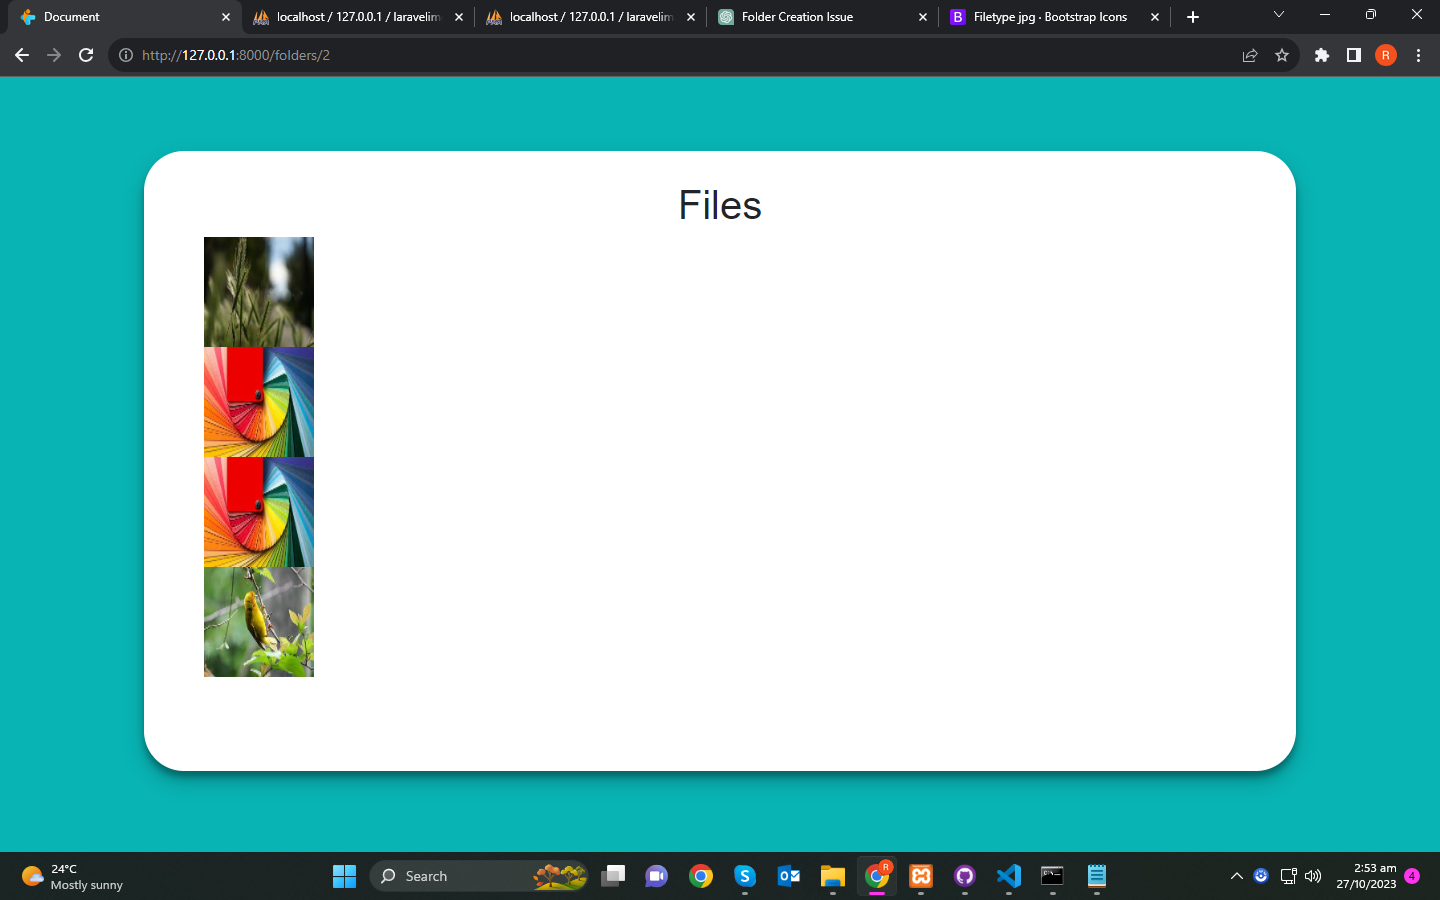 Document
localhost / 127.0.0.1 / laravelim
localhost / 127.0.0.1 / laravelim
Folder Creation Issue
B
Filetype jpg · Bootstrap Icons
http://127.0.0.1:8000/folders/2
R
Files
24°C
Mostly sunny
Search
R
2:53 am
27/10/2023
4